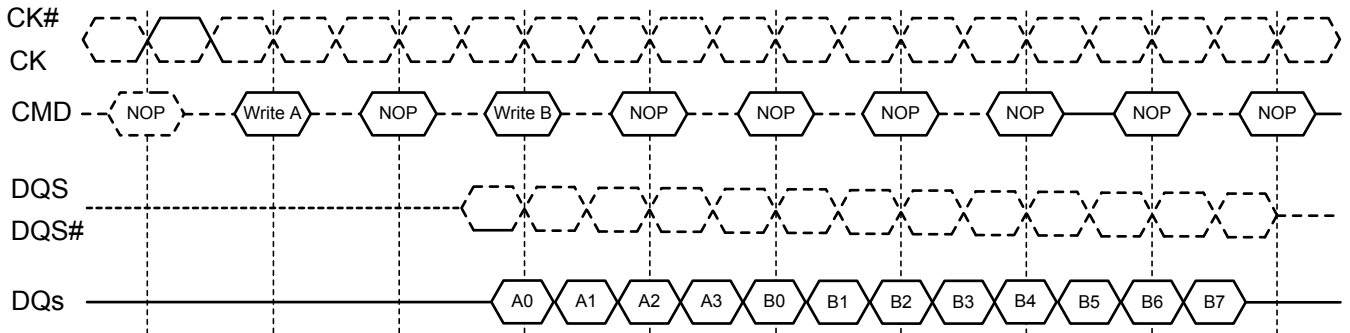 CK#
CK
CMD NOP Write A NOP Write B NOP NOP NOP NOP NOP NOP
DQS
DQS#
DQs A0 A1 A2 A3 B0 B1 B2 B3 B4 B5 B6 B7